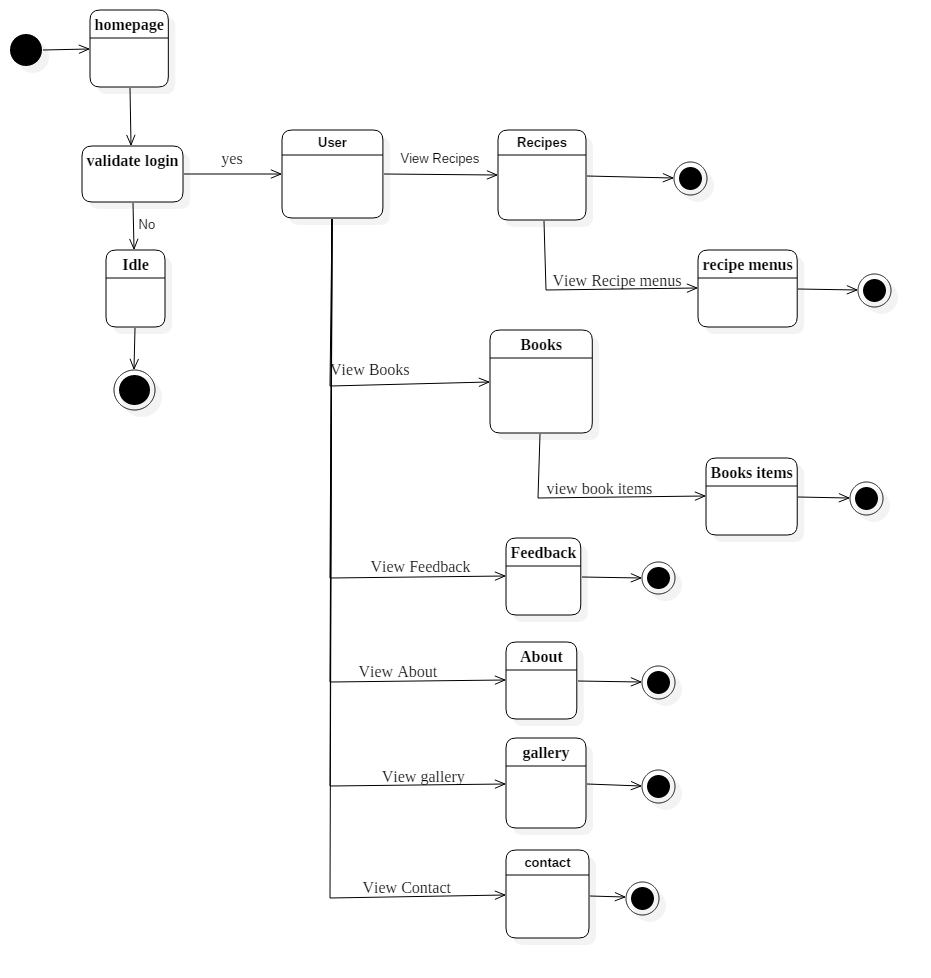 homepage
validate login
yes
User
View Recipes
Recipes
No
Idle
View Recipe menus
recipe menus
Books
View Books
view book items
Books items
View Feedback
Feedback
View About
About
View gallery
gallery
View Contact
contact